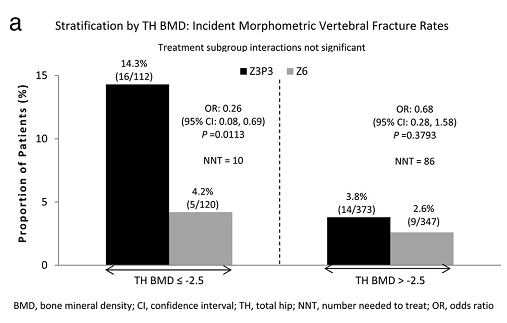 a
Stratification by TH BMD: Incident Morphometric Vertebral Fracture Rates
Treatment subgroup interactions not significant
Z3P3 Z6
Proportion of Patients (%)
15
10
5
0
14.3%
(16/112)
4.2%
(5/120)
OR: 0.26
(95% CI: 0.08, 0.69)
P =0.0113
NNT = 10
3.8%
(14/373)
2.6%
(9/347)
OR: 0.68
(95% CI: 0.28, 1.58)
P =0.3793
NNT = 86
TH BMD ≤ -2.5
TH BMD > -2.5
BMD, bone mineral density; CI, confidence interval; TH, total hip; NNT, number needed to treat; OR, odds ratio